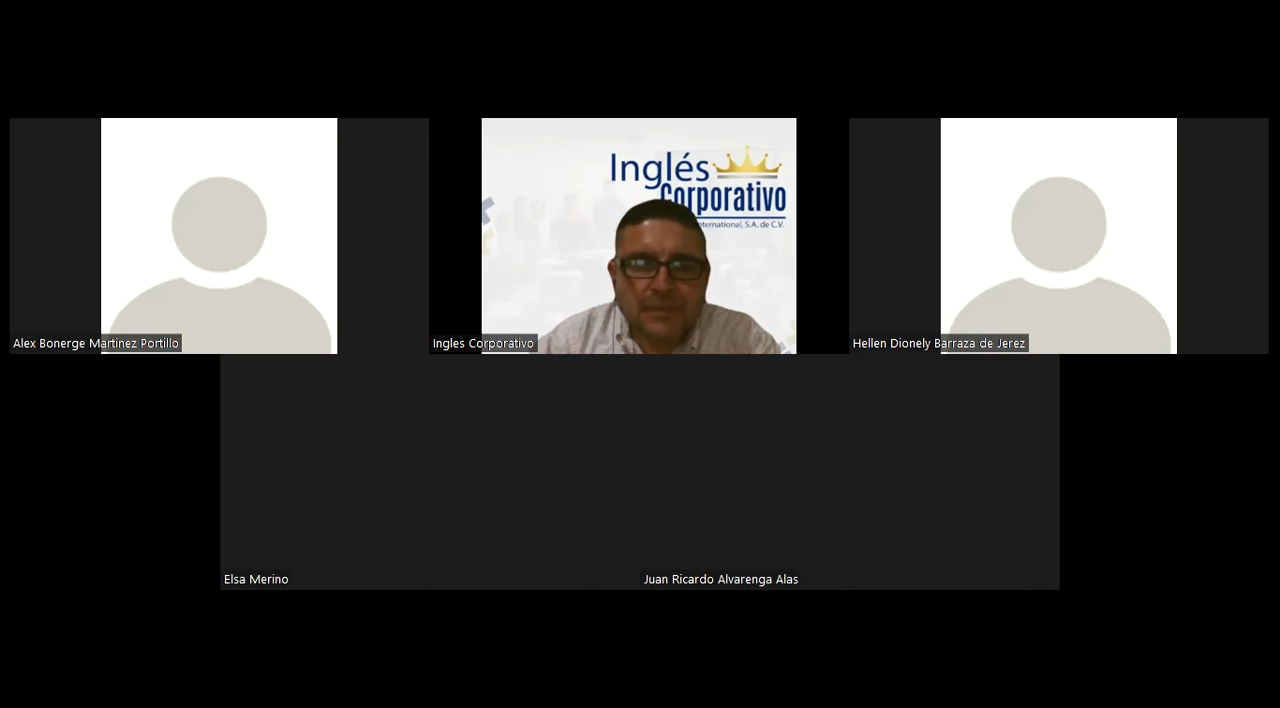 Inglés
Corporativo
International, S.A. de C.V.
Alex Bonerge Martinez Portillo
Ingles Corporativo
Hellen Dionely Barraza de Jerez
Elsa Merino
Juan Ricardo Alvarenga Alas